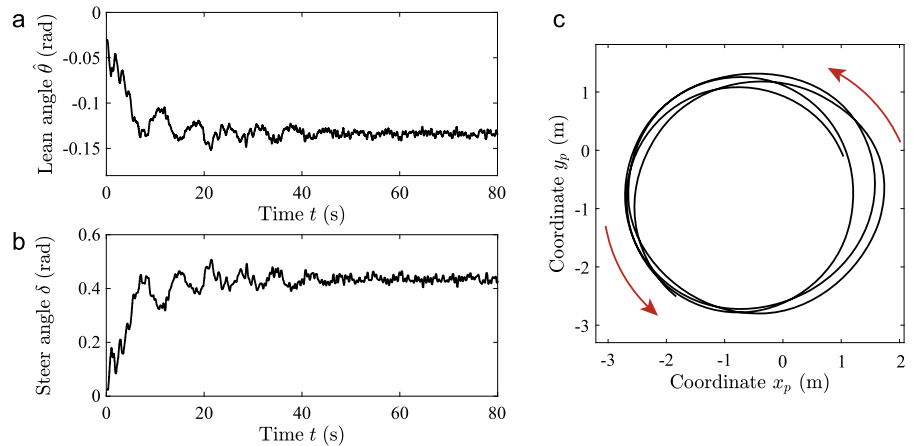 a
0
-0.05
-0.1
-0.15
Lean angle θ̂ (rad)
0 20 40 60 80
Time t (s)
b
0.6
0.4
0.2
0
Steer angle δ (rad)
0 20 40 60 80
Time t (s)
c
1
0
-1
-2
-3
Coordinate yₚ (m)
-3 -2 -1 0 1 2
Coordinate xₚ (m)